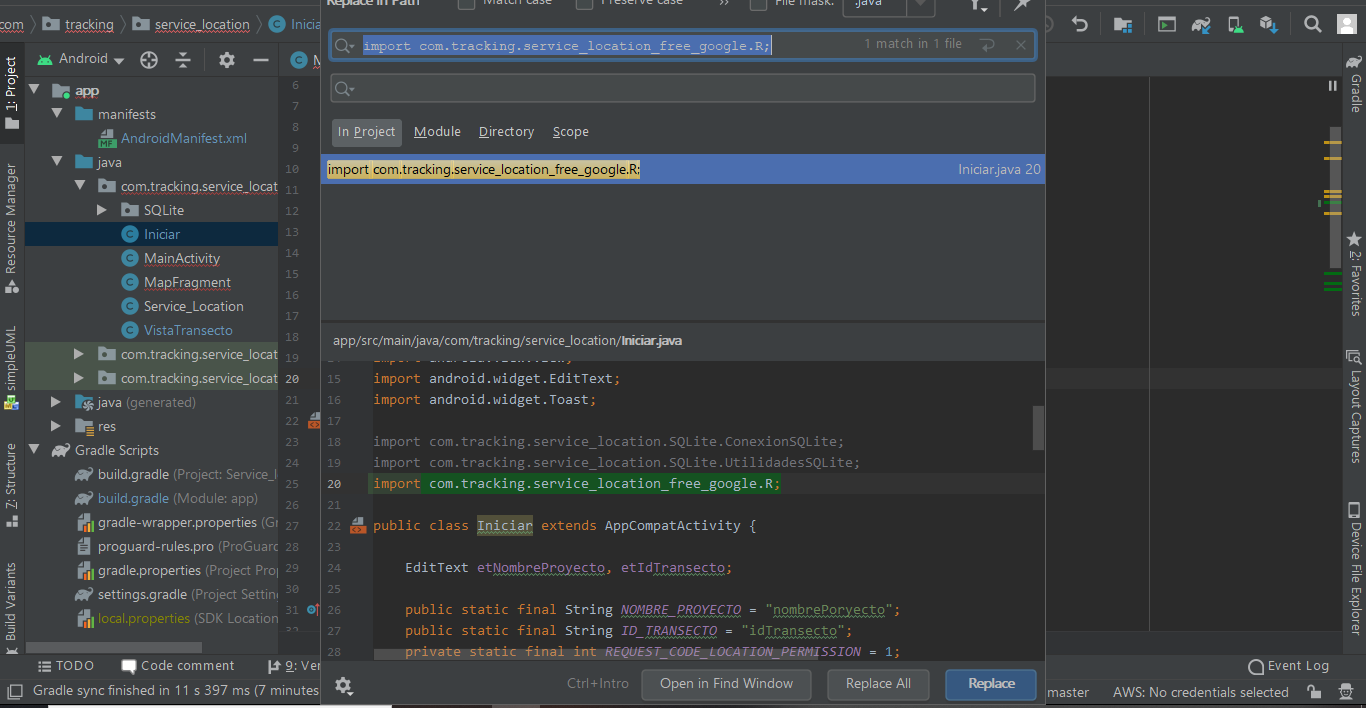 com tracking service_location Inicia
Replace in Path Match case Preserve case File mask: .java
import com.tracking.service_location_free_google.R; 1 match in 1 file
In Project Module Directory Scope
import com.tracking.service_location_free_google.R; Iniciar.java 20
app/src/main/java/com/tracking/service_location/Iniciar.java
15 import android.widget.EditText;
16 import android.widget.Toast;
17
18 import com.tracking.service_location.SQLite.ConexionSQLite;
19 import com.tracking.service_location.SQLite.UtilidadesSQLite;
20 import com.tracking.service_location_free_google.R;
21
22 public class Iniciar extends AppCompatActivity {
23
24 EditText etNombreProyecto, etIdTransecto;
25
26 public static final String NOMBRE_PROYECTO = "nombrePoryecto";
27 public static final String ID_TRANSECTO = "idTransecto";
28 private static final int REQUEST_CODE_LOCATION_PERMISSION = 1;
Ctrl+Intro Open in Find Window Replace All Replace
1: Project
Resource Manager
simpleUML
7: Structure
Build Variants
Android
app
manifests
AndroidManifest.xml
java
com.tracking.service_locat
SQLite
Iniciar
MainActivity
MapFragment
Service_Location
VistaTransecto
com.tracking.service_locat
com.tracking.service_locat
java (generated)
res
Gradle Scripts
build.gradle (Project: Service_l
build.gradle (Module: app)
gradle-wrapper.properties (Gr
proguard-rules.pro (ProGuard
gradle.properties (Project Prop
settings.gradle (Project Settin
local.properties (SDK Location
6
7
8
9
10
11
12
13
14
15
16
17
18
19
20
21
22
23
24
25
26
27
28
29
30
31
32
Gradle
2: Favorites
Layout Captures
Device File Explorer
TODO Code comment 9: Ver Event Log
Gradle sync finished in 11 s 397 ms (7 minutes master AWS: No credentials selected